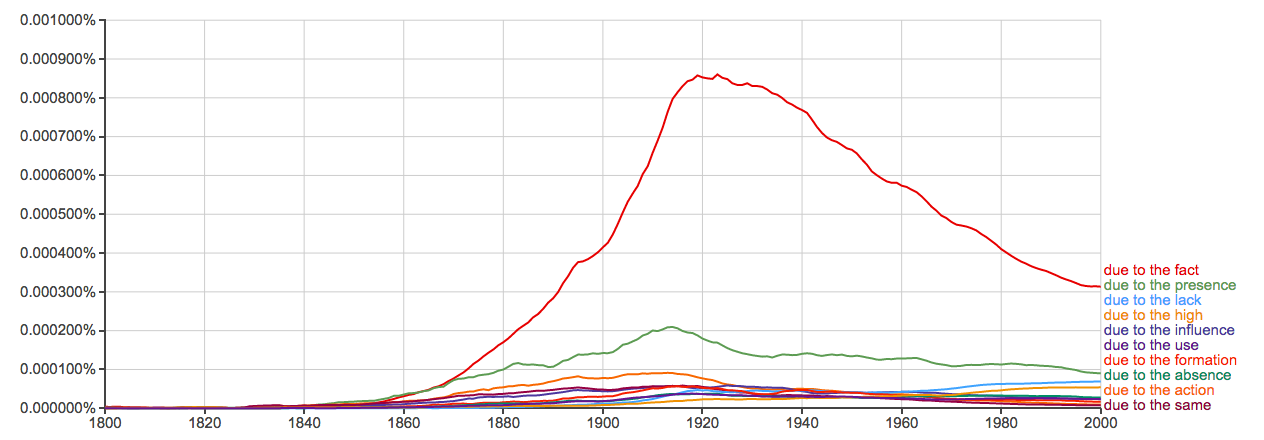 0.001000%
0.000900%
0.000800%
0.000700%
0.000600%
0.000500%
0.000400%
0.000300%
0.000200%
0.000100%
0.000000%
1800 1820 1840 1860 1880 1900 1920 1940 1960 1980 2000
due to the fact
due to the presence
due to the lack
due to the high
due to the influence
due to the use
due to the formation
due to the absence
due to the action
due to the same